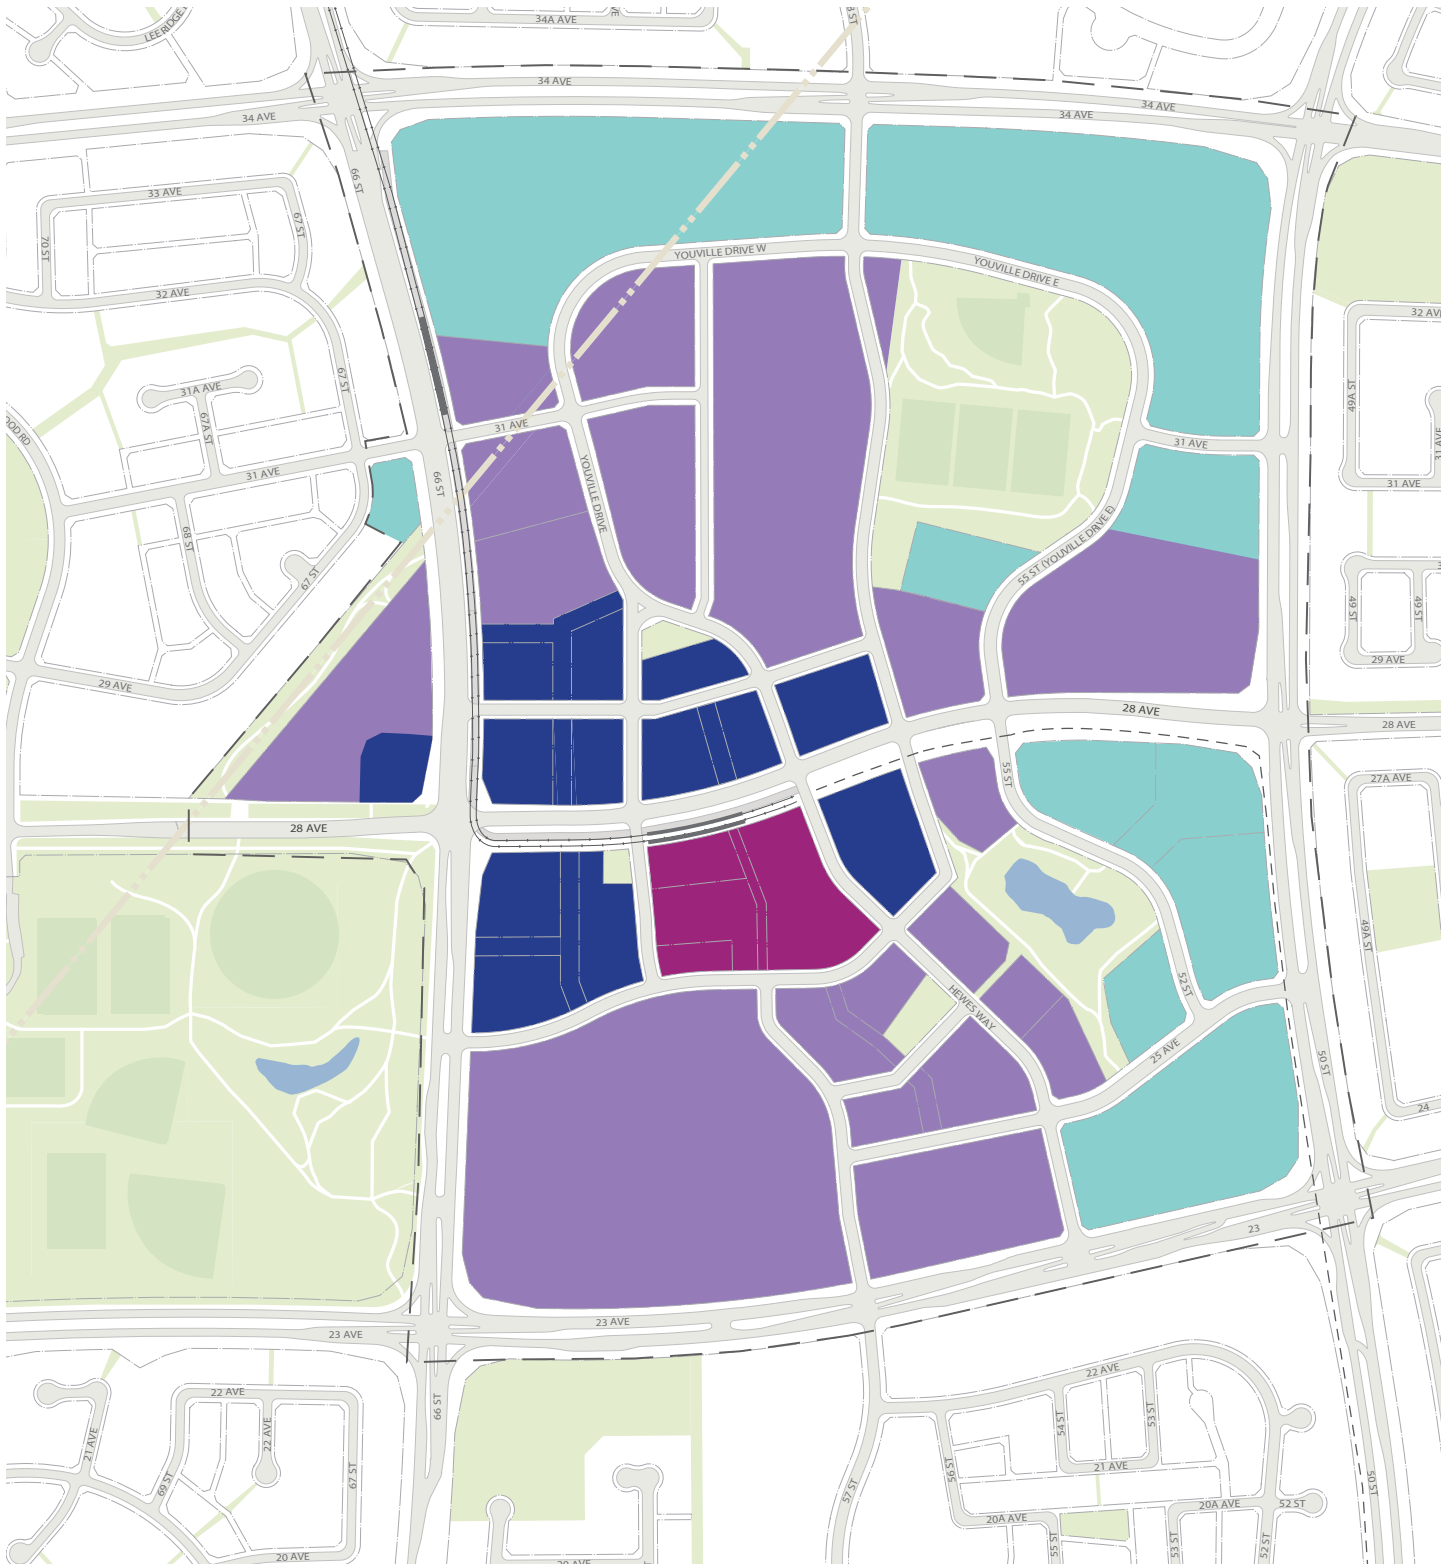 LEE RIDGE
34A AVE
34 AVE
34 AVE
34 AVE
34 AVE
66 ST
33 AVE
67 ST
70 ST
32 AVE
YOUVILLE DRIVE W
YOUVILLE DRIVE E
32 AV
31A AVE
67 ST
67A ST
49A ST
31 AVE
31 AVE
31 AVE
OOD RD
31 AVE
66 ST
YOUVILLE DRIVE
31 AVE
68 ST
67 ST
55 ST (YOUVILLE DRIVE E)
49 ST
49 ST
29 AVE
29 AVE
28 AVE
28 AVE
55 ST
27A AVE
28 AVE
49A ST
52 ST
HEWES WAY
25 AVE
50 ST
24
23
23 AVE
23 AVE
22 AVE
22 AVE
66 ST
22 AVE
21 AVE
54 ST
53 ST
21 AVE
56 ST
67 ST
69 ST
57 ST
50 ST
20A AVE
52 ST
20A AVE
55 ST
53 ST
52 ST
20 AVE
20 AVE